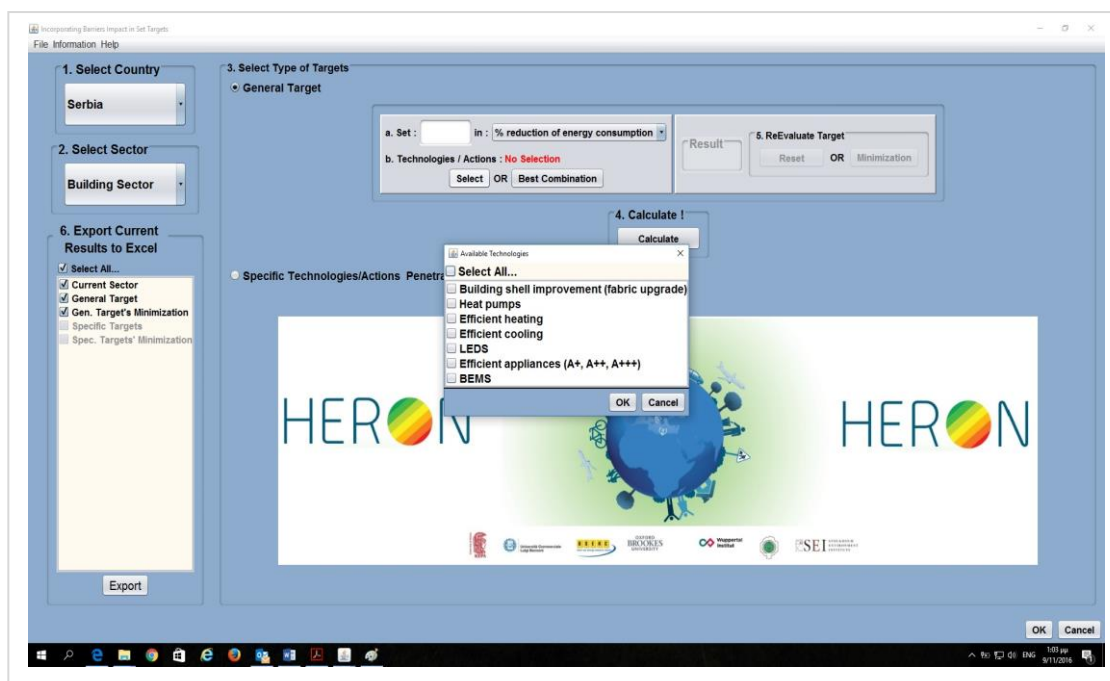 Incorporating Barriers Impact in Set Targets
File Information Help
1. Select Country
Serbia
2. Select Sector
Building Sector
6. Export Current
Results to Excel
Select All...
Current Sector
General Target
Gen. Target's Minimization
Specific Targets
Spec. Targets' Minimization
Export
3. Select Type of Targets
General Target
a. Set : in : % reduction of energy consumption
b. Technologies / Actions : No Selection
Select OR Best Combination
Result
5. ReEvaluate Target
Reset OR Minimization
4. Calculate !
Calculate
Specific Technologies/Actions Penetra
Available Technologies
Select All...
Building shell improvement (fabric upgrade)
Heat pumps
Efficient heating
Efficient cooling
LEDS
Efficient appliances (A+, A++, A+++)
BEMS
OK Cancel
HERON
HERON
OXFORD
BROOKES
UNIVERSITY
Wuppertal
Institut
SEI
OK Cancel
ENG
1:03 μμ
9/11/2016